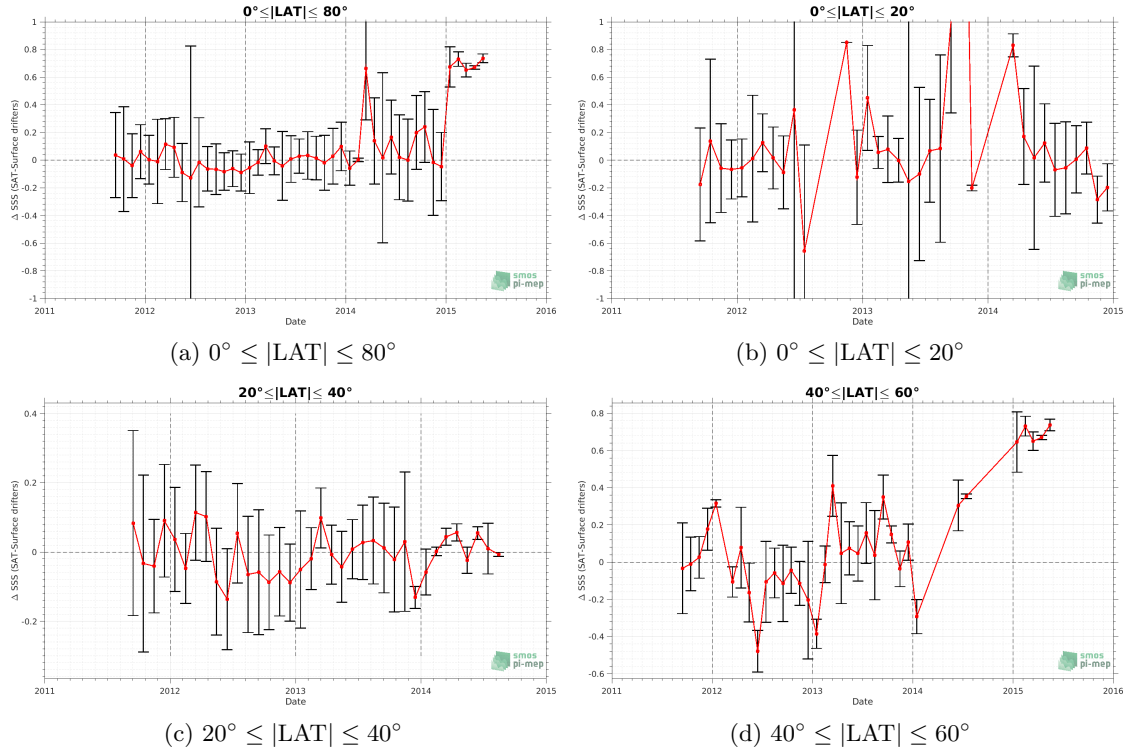 0°≤|LAT|≤ 80°
Δ SSS (SAT-Surface drifters)
1
0.8
0.6
0.4
0.2
0
-0.2
-0.4
-0.6
-0.8
-1
2011
2012
2013
2014
2015
2016
Date
smos
pi-mep
(a) 0° ≤ |LAT| ≤ 80°
0°≤|LAT|≤ 20°
Δ SSS (SAT-Surface drifters)
1
0.8
0.6
0.4
0.2
0
-0.2
-0.4
-0.6
-0.8
-1
2011
2012
2013
2014
2015
Date
smos
pi-mep
(b) 0° ≤ |LAT| ≤ 20°
20°≤|LAT|≤ 40°
Δ SSS (SAT-Surface drifters)
0.4
0.2
0
-0.2
2011
2012
2013
2014
2015
Date
smos
pi-mep
(c) 20° ≤ |LAT| ≤ 40°
40°≤|LAT|≤ 60°
Δ SSS (SAT-Surface drifters)
0.8
0.6
0.4
0.2
0
-0.2
-0.4
-0.6
2011
2012
2013
2014
2015
2016
Date
smos
pi-mep
(d) 40° ≤ |LAT| ≤ 60°